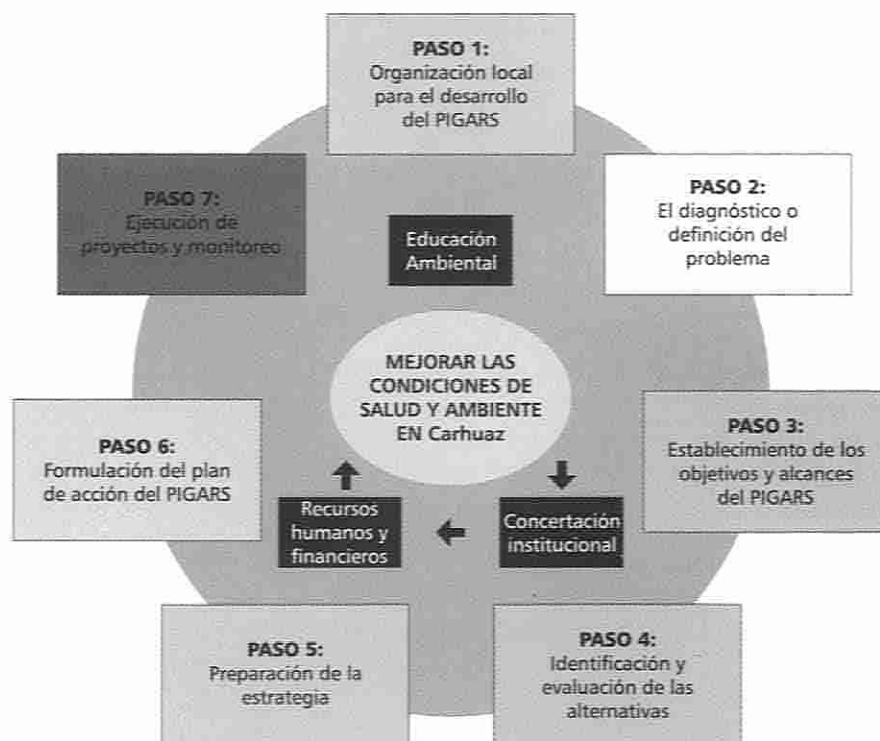 PASO 1:
Organización local
para el desarrollo
del PIGARS
PASO 2:
El diagnóstico o
definición del
problema
PASO 3:
Establecimiento de los
objetivos y alcances
del PIGARS
PASO 4:
Identificación y
evaluación de las
alternativas
PASO 5:
Preparación de la
estrategia
PASO 6:
Formulación del plan
de acción del PIGARS
PASO 7:
Ejecución de
proyectos y monitoreo
Educación
Ambiental
MEJORAR LAS
CONDICIONES DE
SALUD Y AMBIENTE
EN Carhuaz
Concertación
institucional
Recursos
humanos y
financieros